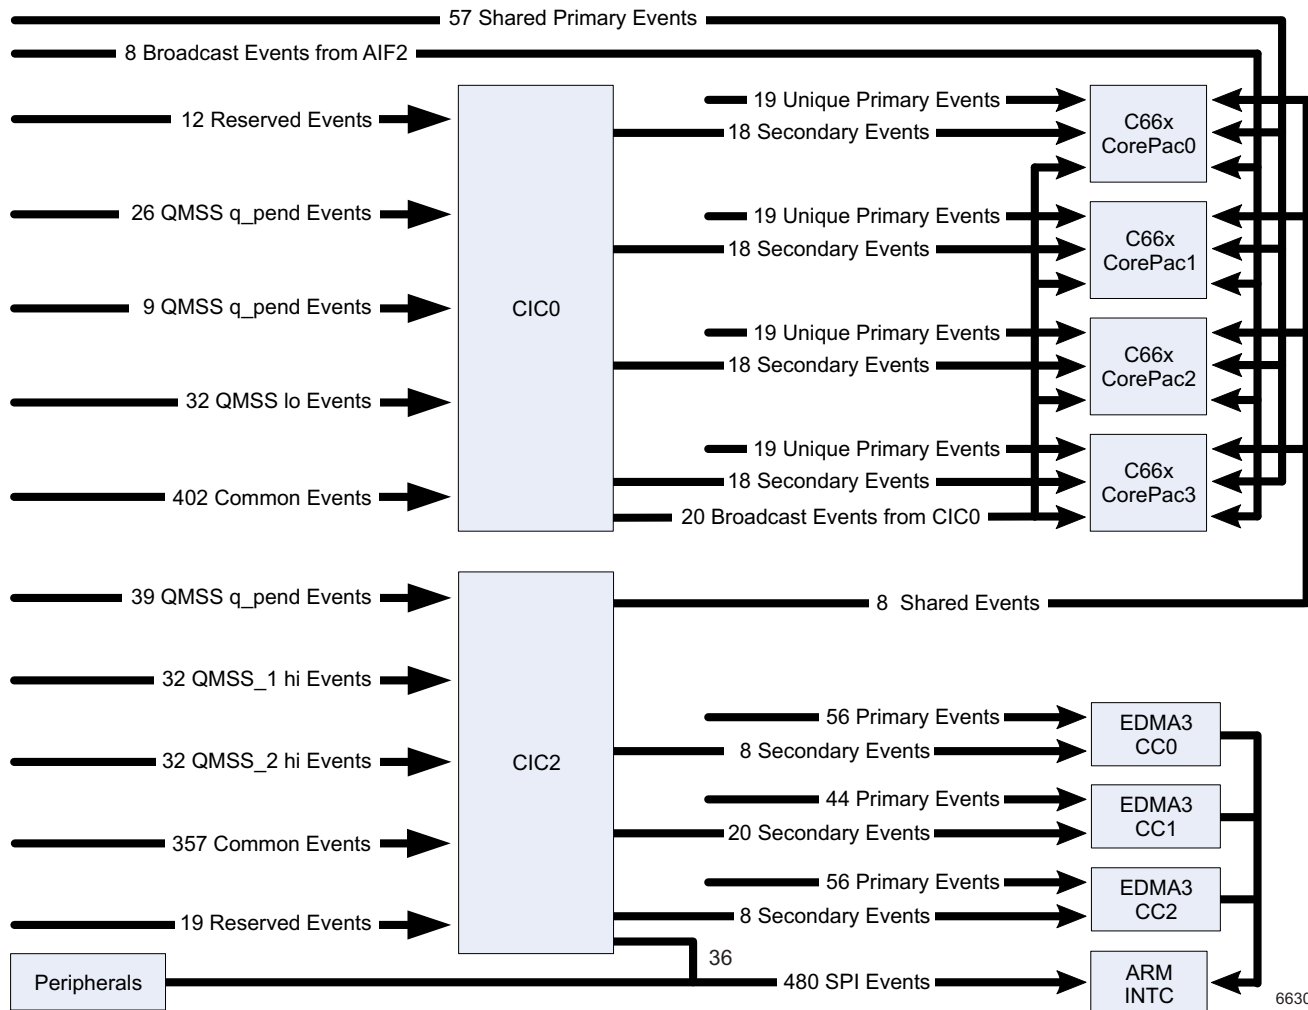 57 Shared Primary Events
8 Broadcast Events from AIF2
12 Reserved Events
26 QMSS q_pend Events
9 QMSS q_pend Events
32 QMSS lo Events
402 Common Events
CIC0
19 Unique Primary Events
18 Secondary Events
C66x
CorePac0
19 Unique Primary Events
18 Secondary Events
C66x
CorePac1
19 Unique Primary Events
18 Secondary Events
C66x
CorePac2
19 Unique Primary Events
18 Secondary Events
C66x
CorePac3
20 Broadcast Events from CIC0
39 QMSS q_pend Events
32 QMSS_1 hi Events
32 QMSS_2 hi Events
357 Common Events
19 Reserved Events
CIC2
8 Shared Events
56 Primary Events
8 Secondary Events
EDMA3
CC0
44 Primary Events
20 Secondary Events
EDMA3
CC1
56 Primary Events
8 Secondary Events
EDMA3
CC2
36
Peripherals
480 SPI Events
ARM
INTC
6630